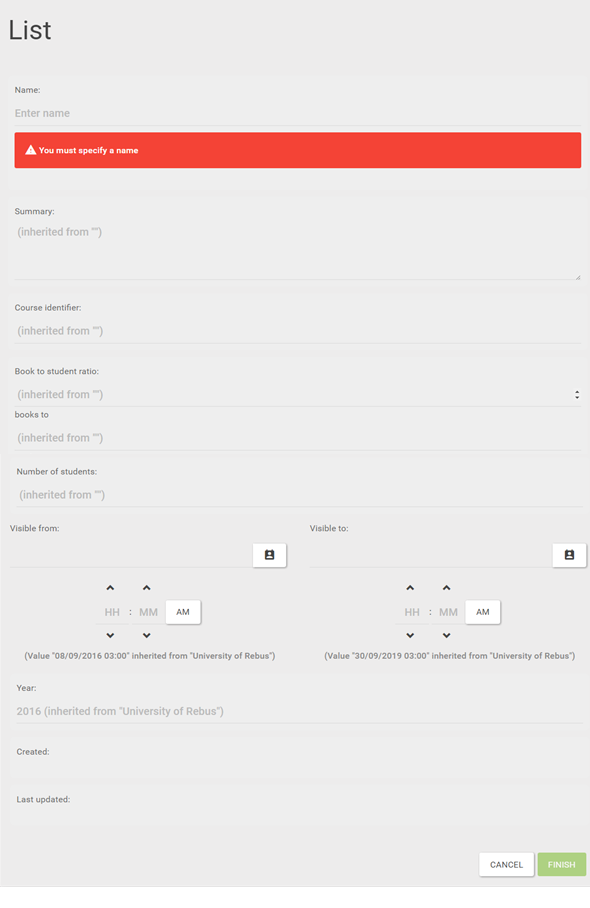 List
Name:
Enter name
You must specify a name
Summary:
(inherited from "")
Course identifier:
(inherited from "")
Book to student ratio:
(inherited from "")
books to
(inherited from "")
Number of students:
(inherited from "")
Visible from: Visible to:
HH : MM AM HH : MM AM
(Value "08/09/2016 03:00" inherited from "University of Rebus") (Value "30/09/2019 03:00" inherited from "University of Rebus")
Year:
2016 (inherited from "University of Rebus")
Created:
Last updated:
CANCEL FINISH